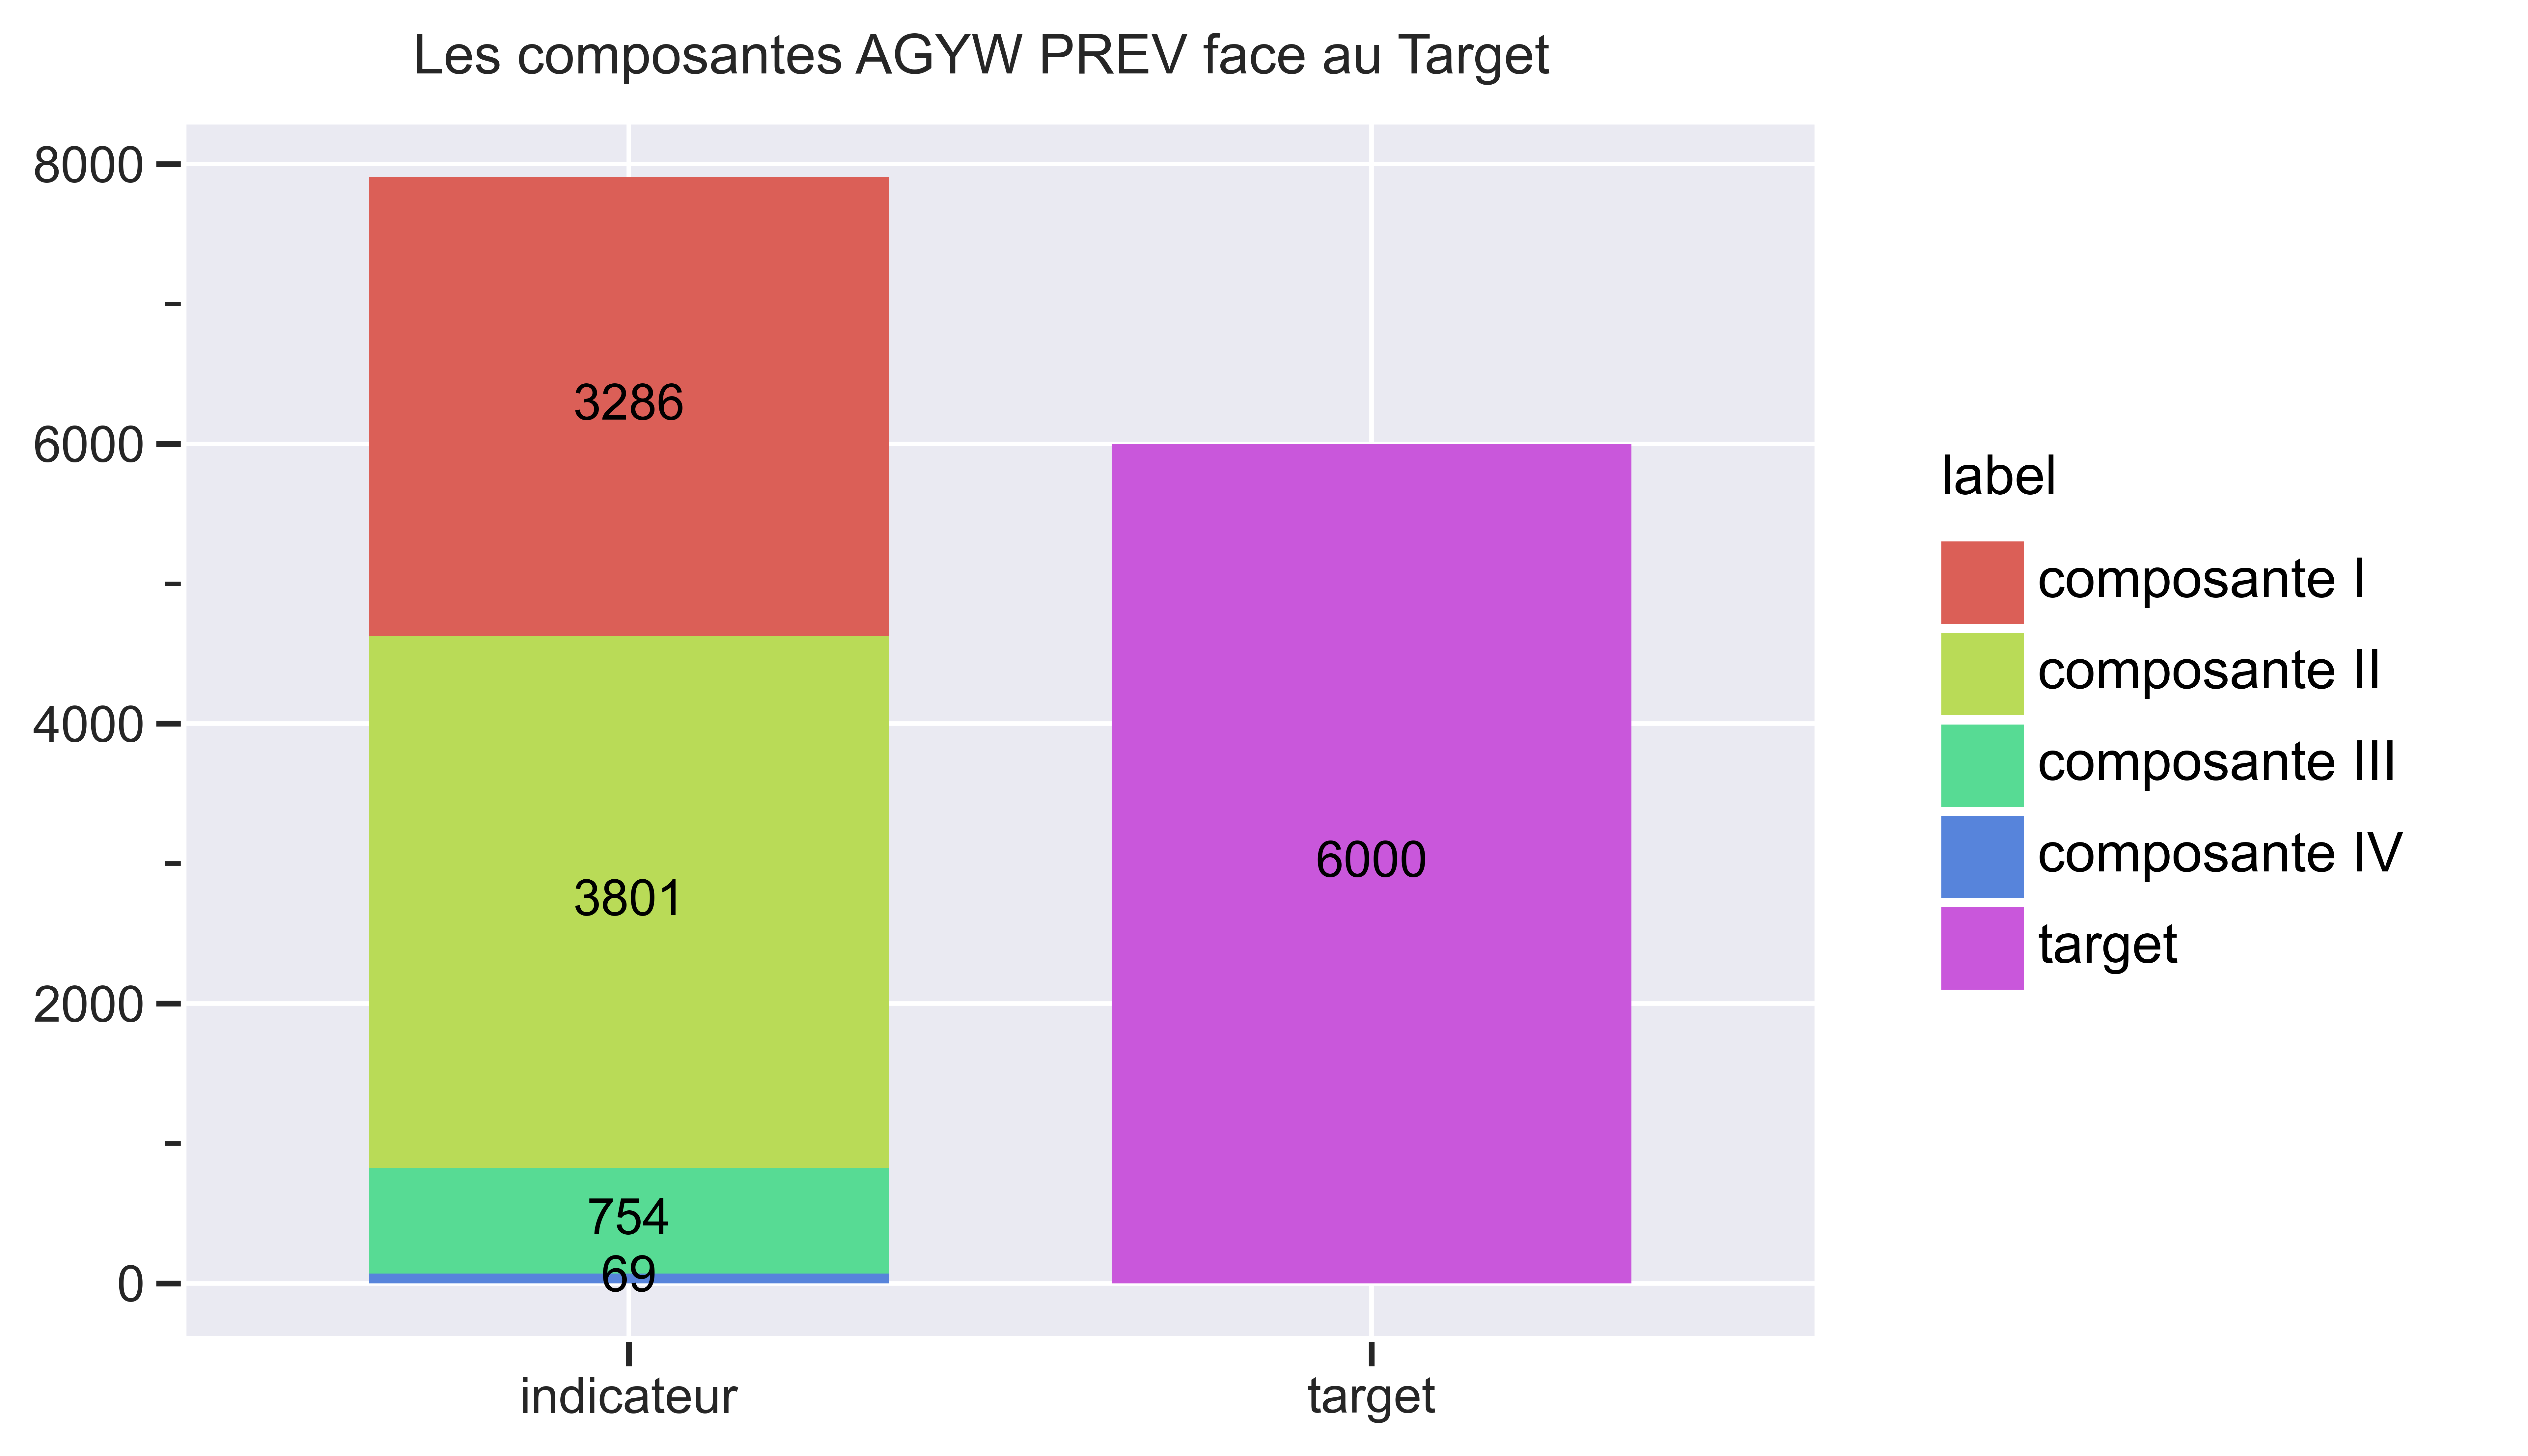 Les composantes AGYW PREV face au Target
8000
6000
4000
2000
0
3286
3801
754
69
6000
indicateur
target
label
composante I
composante II
composante III
composante IV
target